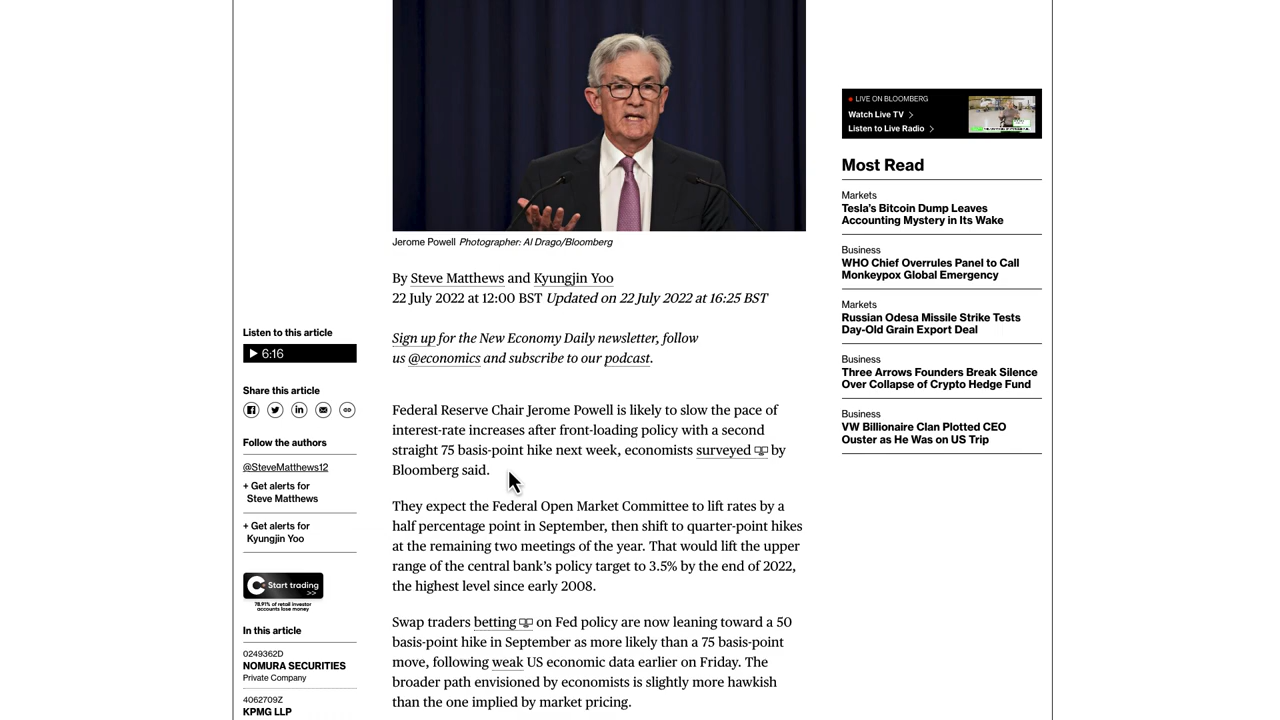 Jerome Powell Photographer: Al Drago/Bloomberg
By Steve Matthews and Kyungjin Yoo
22 July 2022 at 12:00 BST Updated on 22 July 2022 at 16:25 BST
Sign up for the New Economy Daily newsletter, follow
us @economics and subscribe to our podcast.
Federal Reserve Chair Jerome Powell is likely to slow the pace of
interest-rate increases after front-loading policy with a second
straight 75 basis-point hike next week, economists surveyed by
Bloomberg said.
They expect the Federal Open Market Committee to lift rates by a
half percentage point in September, then shift to quarter-point hikes
at the remaining two meetings of the year. That would lift the upper
range of the central bank's policy target to 3.5% by the end of 2022,
the highest level since early 2008.
Swap traders betting on Fed policy are now leaning toward a 50
basis-point hike in September as more likely than a 75 basis-point
move, following weak US economic data earlier on Friday. The
broader path envisioned by economists is slightly more hawkish
than the one implied by market pricing.
Listen to this article
6:16
Share this article
Follow the authors
@SteveMatthews12
+ Get alerts for
Steve Matthews
+ Get alerts for
Kyungjin Yoo
Start trading
>>
78.91% of retail investor
accounts lose money
In this article
0249362D
NOMURA SECURITIES
Private Company
4062709Z
KPMG LLP
LIVE ON BLOOMBERG
Watch Live TV
Listen to Live Radio
Most Read
Markets
Tesla's Bitcoin Dump Leaves
Accounting Mystery in Its Wake
Business
WHO Chief Overrules Panel to Call
Monkeypox Global Emergency
Markets
Russian Odesa Missile Strike Tests
Day-Old Grain Export Deal
Business
Three Arrows Founders Break Silence
Over Collapse of Crypto Hedge Fund
Business
VW Billionaire Clan Plotted CEO
Ouster as He Was on US Trip